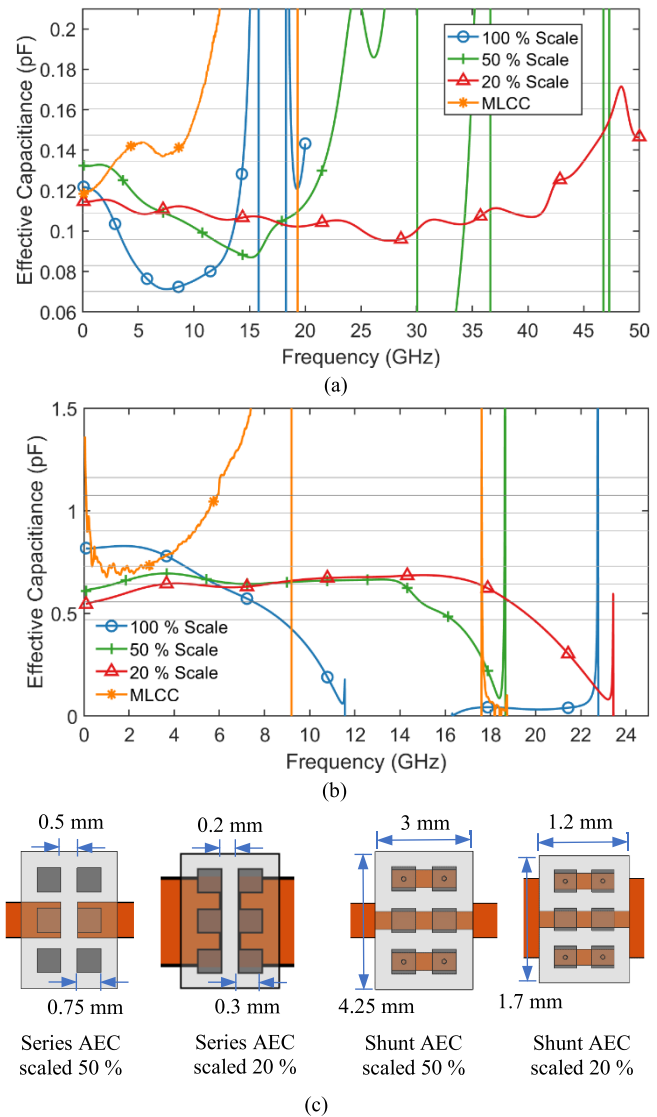 0.2
0.18
0.16
0.14
0.12
0.1
0.08
0.06
Effective Capacitiance (pF)
100 % Scale
50 % Scale
20 % Scale
MLCC
0 5 10 15 20 25 30 35 40 45 50
Frequency (GHz)
(a)
1.5
1
0.5
0
Effective Capacitiance (pF)
100 % Scale
50 % Scale
20 % Scale
MLCC
0 2 4 6 8 10 12 14 16 18 20 22 24
Frequency (GHz)
(b)
0.5 mm 0.2 mm 3 mm 1.2 mm
0.75 mm 0.3 mm 4.25 mm 1.7 mm
Series AEC Series AEC Shunt AEC Shunt AEC
scaled 50 % scaled 20 % scaled 50 % scaled 20 %
(c)